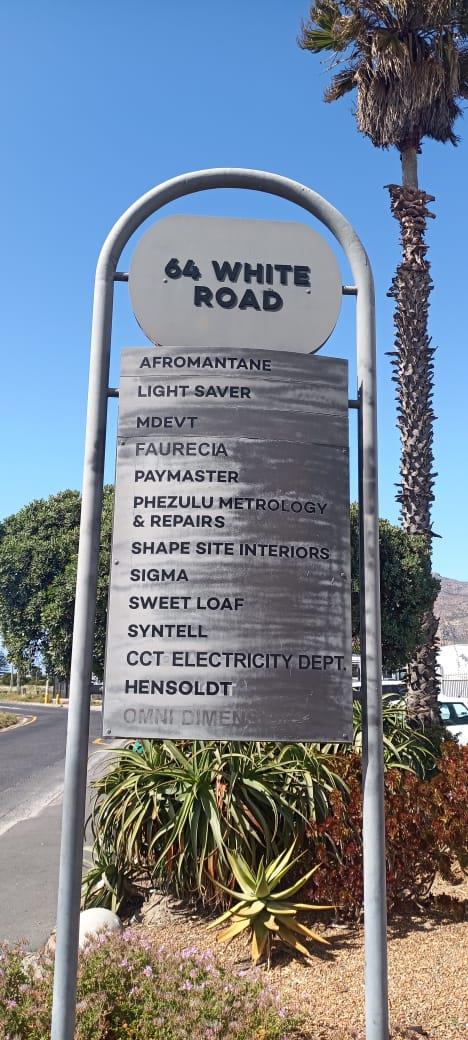 64 WHITE
ROAD
AFROMANTANE
LIGHT SAVER
MDEVT
FAURECIA
PAYMASTER
PHEZULU METROLOGY
& REPAIRS
SHAPE SITE INTERIORS
SIGMA
SWEET LOAF
SYNTELL
CCT ELECTRICITY DEPT.
HENSOLDT
OMNI